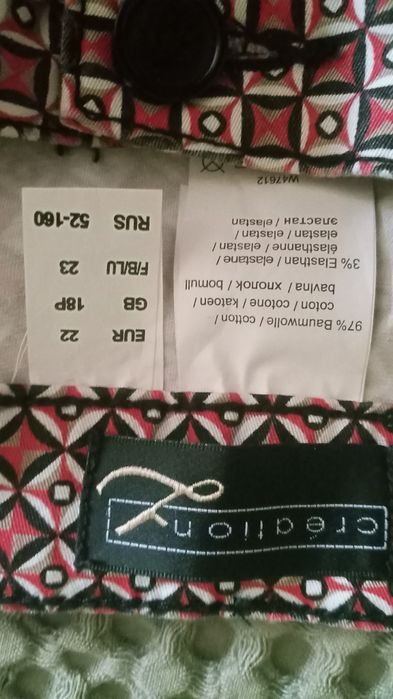 création L
97% Baumwolle / cotton /
coton / cotone / katoen /
bavlna / хлопок / bomull
3% Elasthan / elastane /
élasthanne / elastan /
elastan / elastan /
эластан / elastan
W47612
EUR 22
GB 18P
F/B/LU 23
RUS 52-160